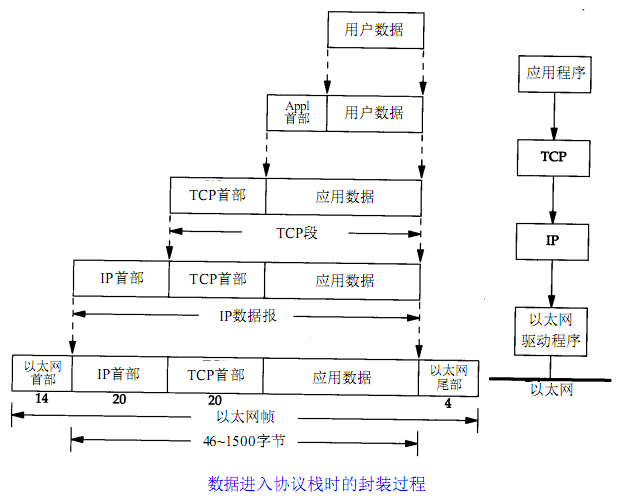 用户数据
应用程序
Appl
首部
用户数据
TCP
TCP首部
应用数据
TCP段
IP
IP首部
TCP首部
应用数据
IP数据报
以太网
驱动程序
以太网
首部
IP首部
TCP首部
应用数据
以太网
尾部
以太网
14
20
20
4
以太网帧
46~1500字节
数据进入协议栈时的封装过程